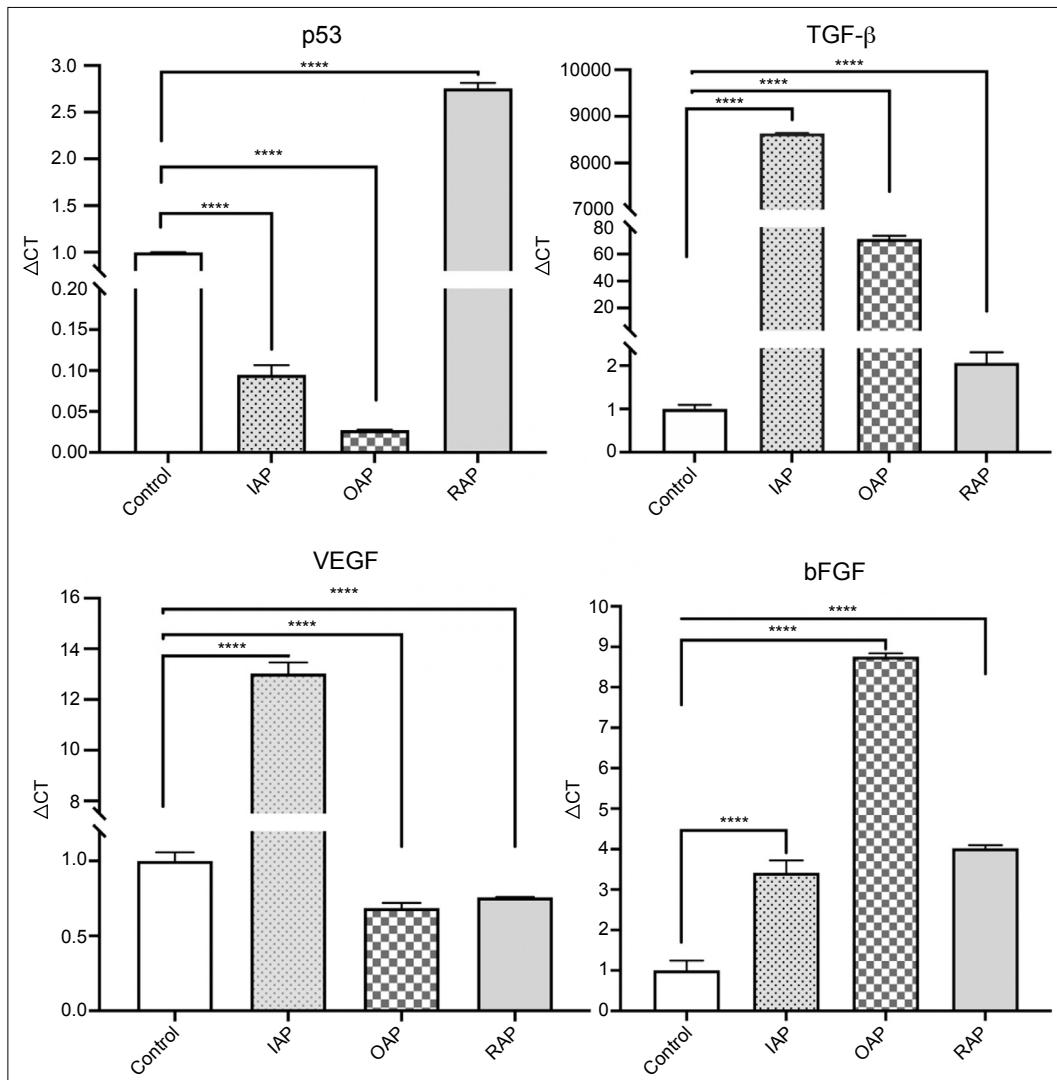 p53
ΔCT
3.0
2.5
2.0
1.5
1.0
0.20
0.15
0.10
0.05
0.00
****
****
****
Control
IAP
OAP
RAP
TGF-β
ΔCT
10000
9000
8000
7000
80
60
40
20
2
1
0
****
****
****
Control
IAP
OAP
RAP
VEGF
ΔCT
16
14
12
10
8
1.0
0.5
0.0
****
****
****
Control
IAP
OAP
RAP
bFGF
ΔCT
10
9
8
7
6
5
4
3
2
1
0
****
****
****
Control
IAP
OAP
RAP